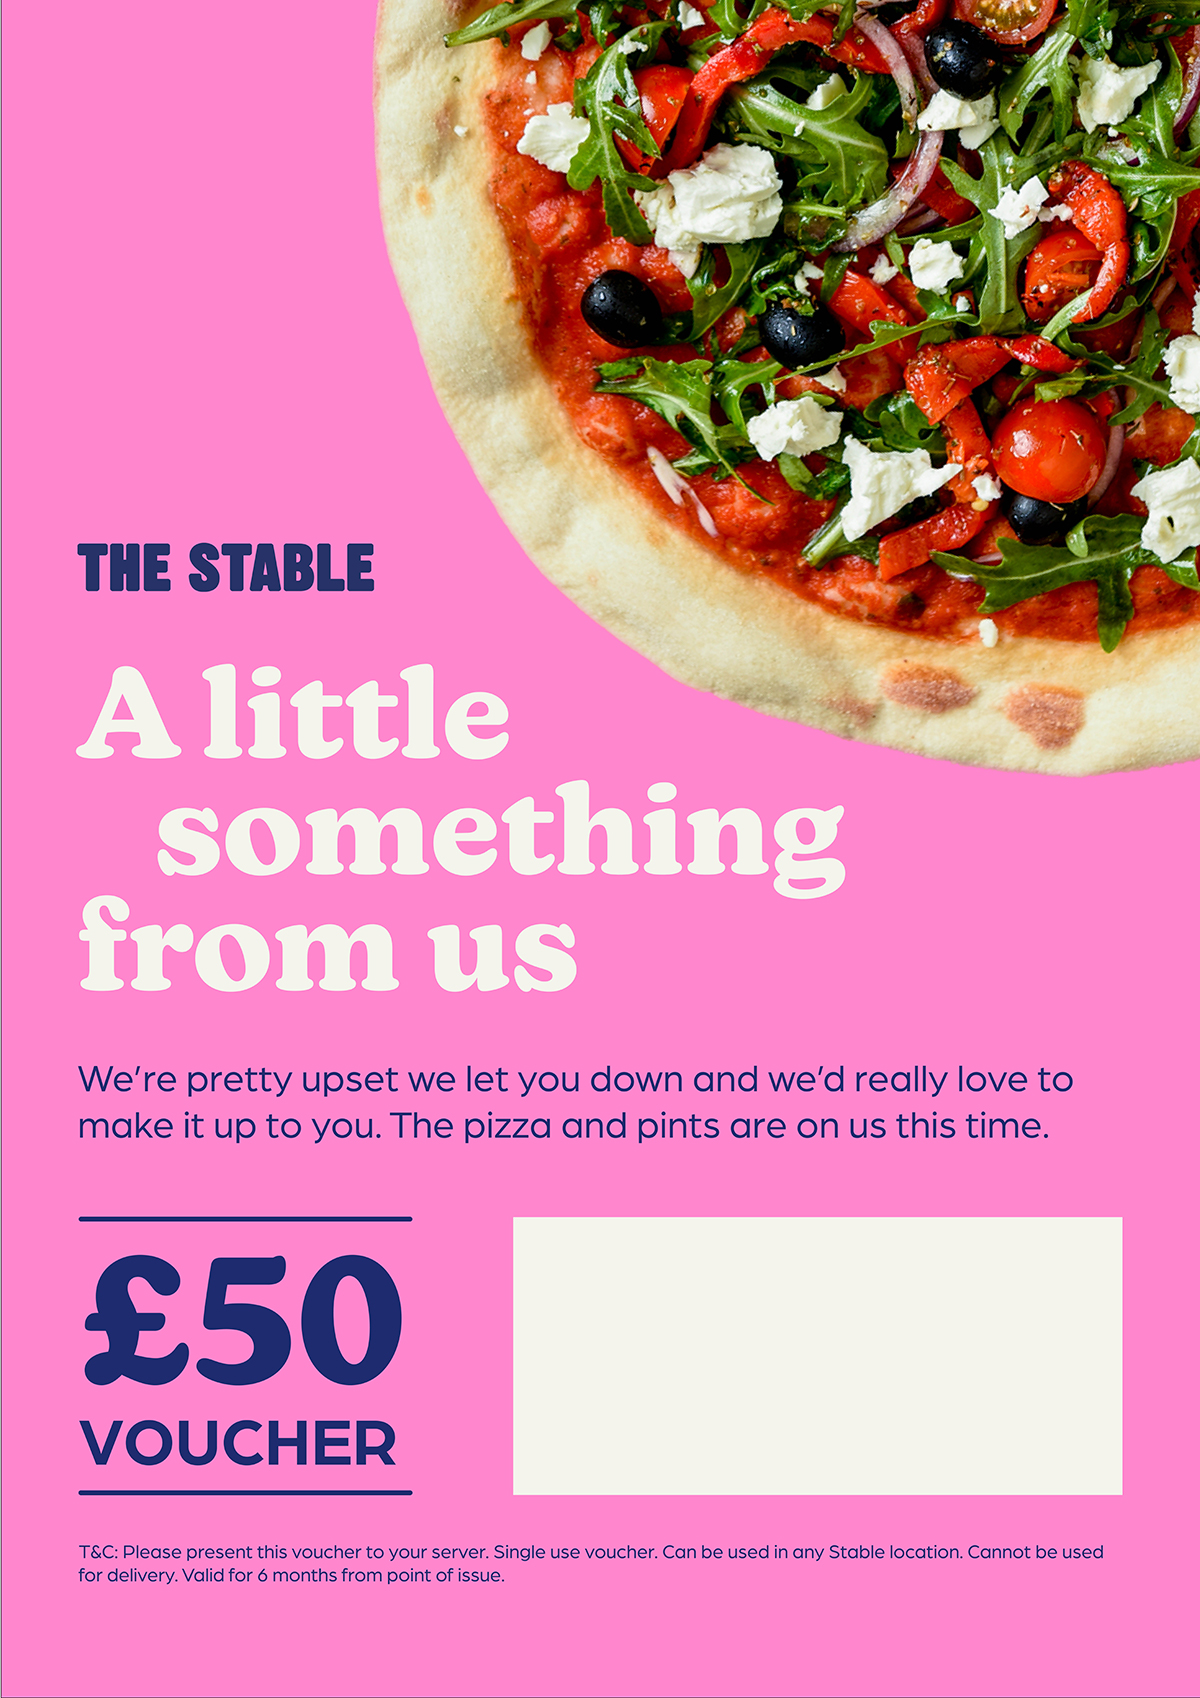 THE STABLE
A little
something
from us
We’re pretty upset we let you down and we’d really love to
make it up to you. The pizza and pints are on us this time.
£50
VOUCHER
T&C: Please present this voucher to your server. Single use voucher. Can be used in any Stable location. Cannot be used
for delivery. Valid for 6 months from point of issue.